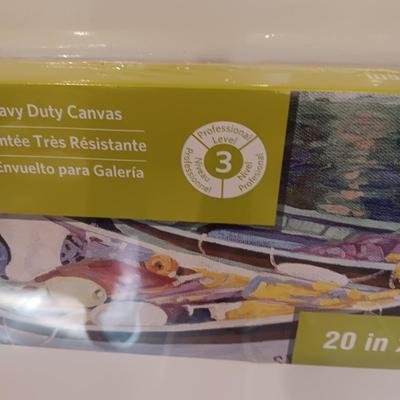 avy Duty Canvas
ntée Très Résistante
Envuelto para Galería
Professional
Level
3
Niveau
Professionnel
Nivel
Profesional
20 in